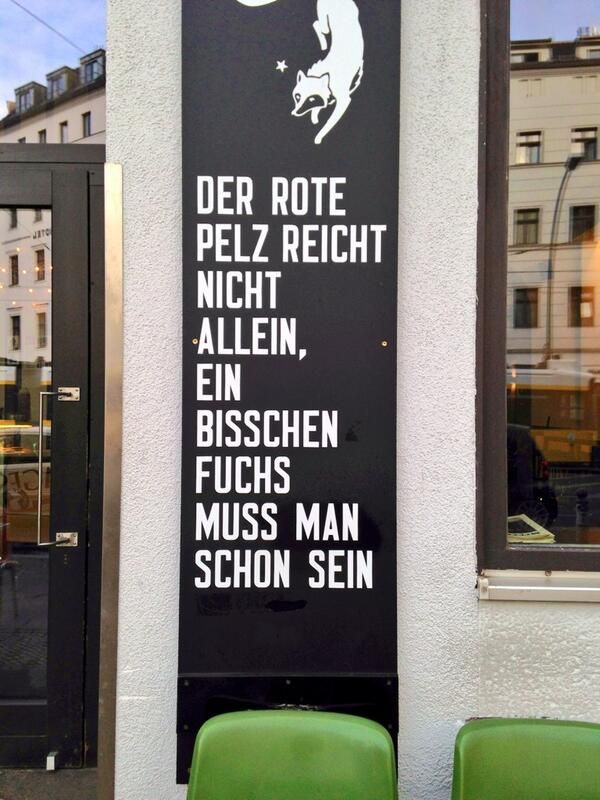 DER ROTE
PELZ REICHT
NICHT
ALLEIN,
EIN
BISSCHEN
FUCHS
MUSS MAN
SCHON SEIN